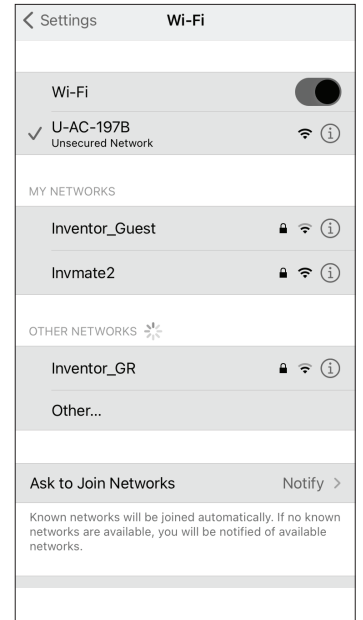 Settings Wi-Fi
Wi-Fi
U-AC-197B
Unsecured Network
MY NETWORKS
Inventor_Guest
Invmate2
OTHER NETWORKS
Inventor_GR
Other...
Ask to Join Networks Notify
Known networks will be joined automatically. If no known
networks are available, you will be notified of available
networks.